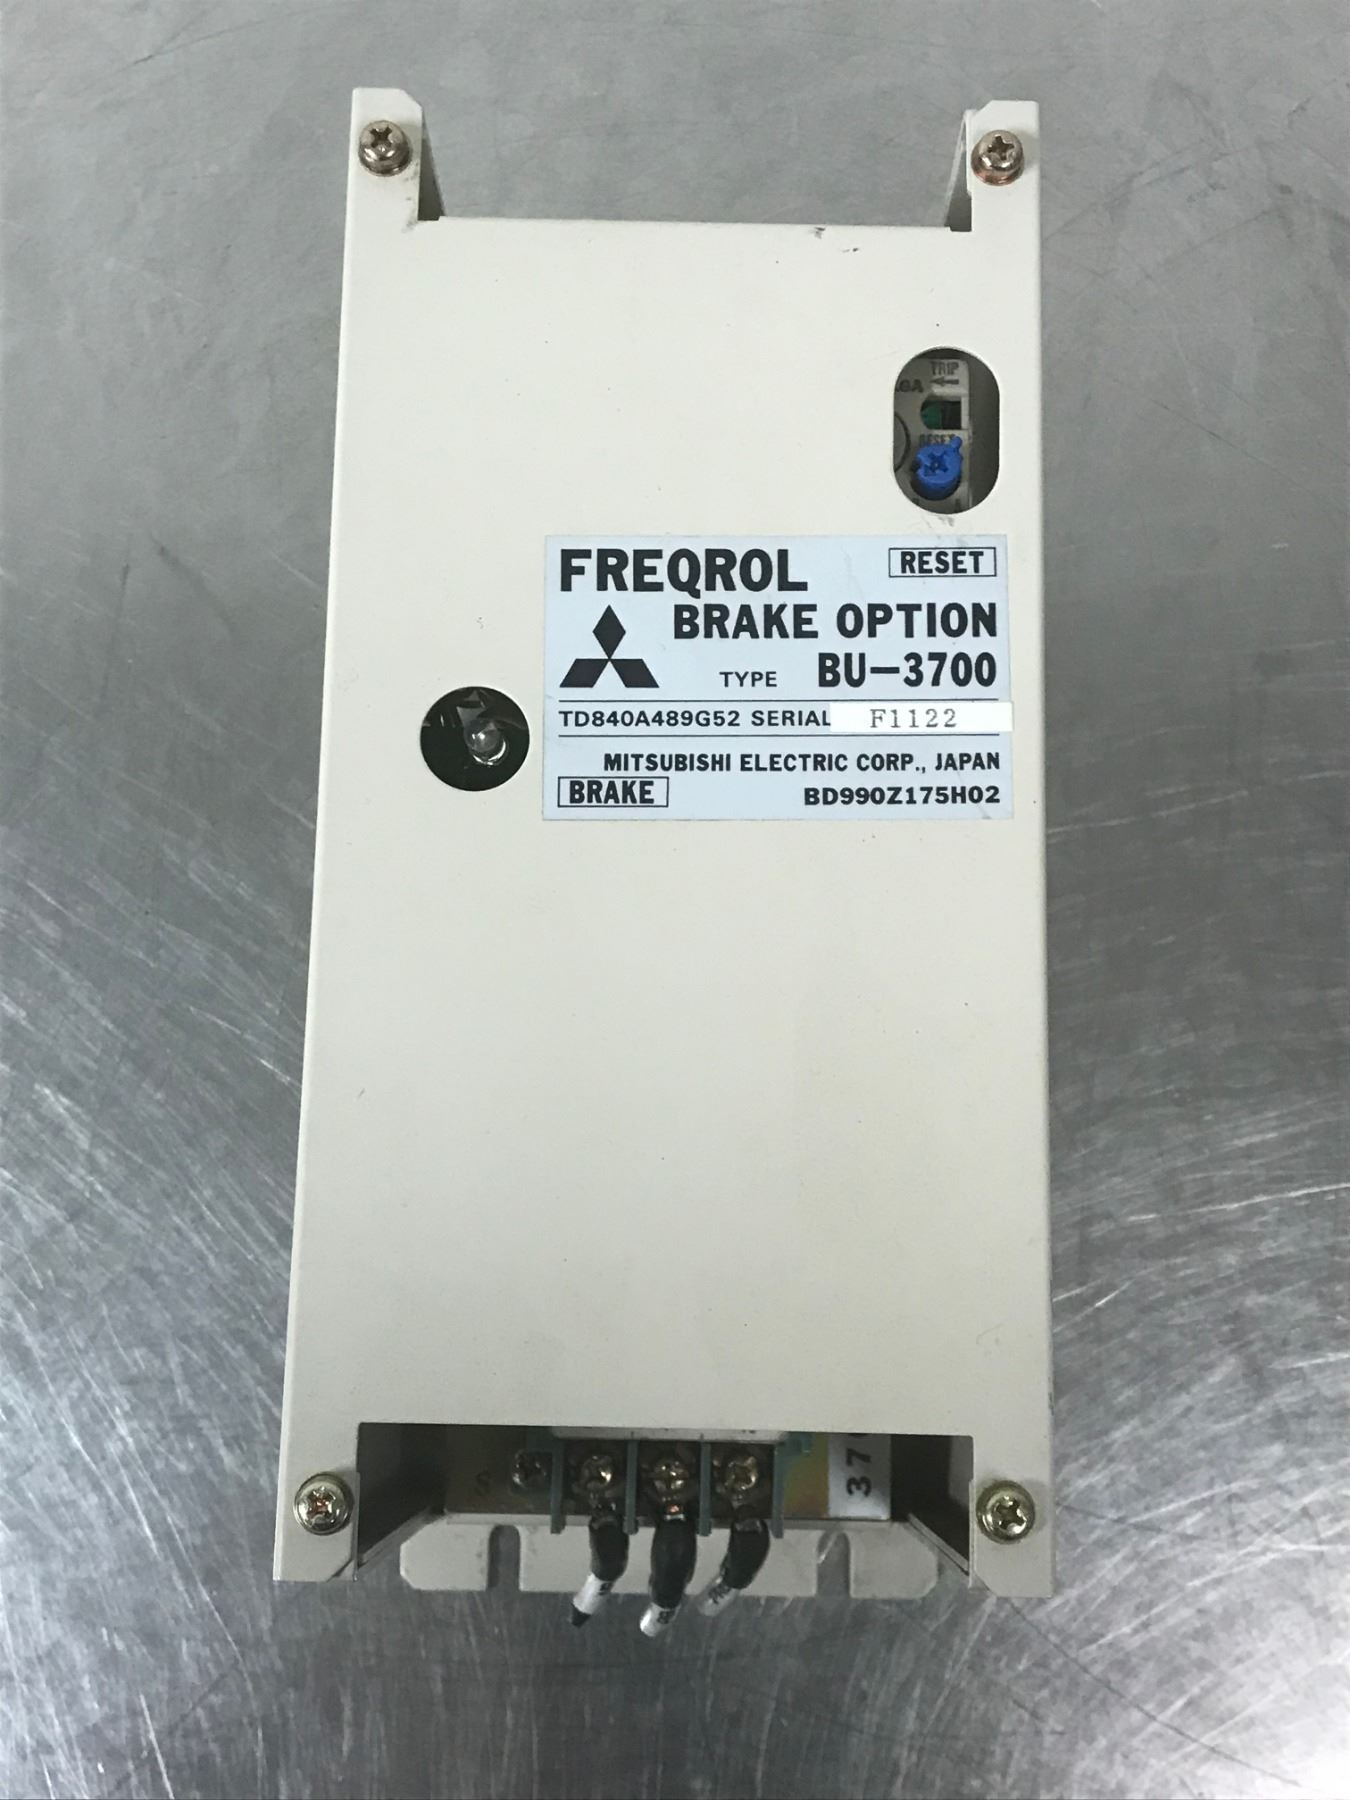 TRIP
RESET
FREQROL
RESET
BRAKE OPTION
TYPE BU-3700
TD840A489G52 SERIAL F1122
MITSUBISHI ELECTRIC CORP., JAPAN
BRAKE
BD990Z175H02
S